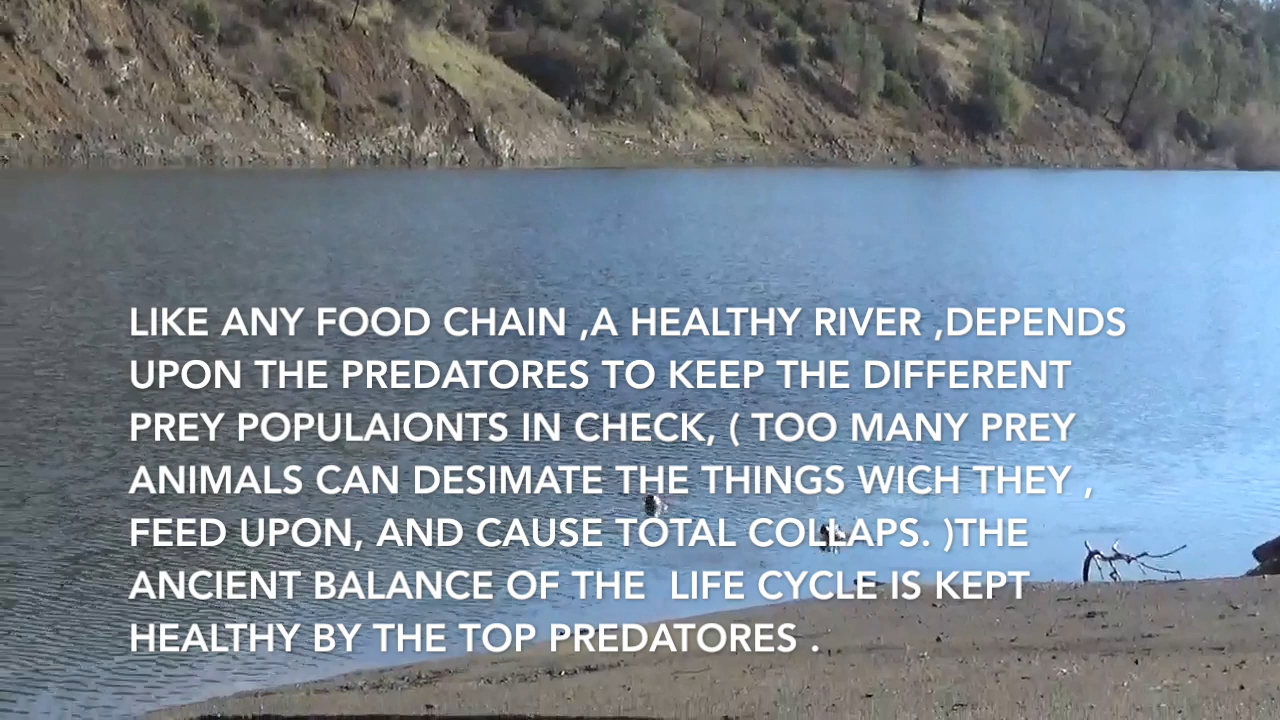 LIKE ANY FOOD CHAIN ,A HEALTHY RIVER ,DEPENDS
UPON THE PREDATORES TO KEEP THE DIFFERENT
PREY POPULAIONTS IN CHECK, ( TOO MANY PREY
ANIMALS CAN DESIMATE THE THINGS WICH THEY ,
FEED UPON, AND CAUSE TOTAL COLLAPS. )THE
ANCIENT BALANCE OF THE  LIFE CYCLE IS KEPT
HEALTHY BY THE TOP PREDATORES .